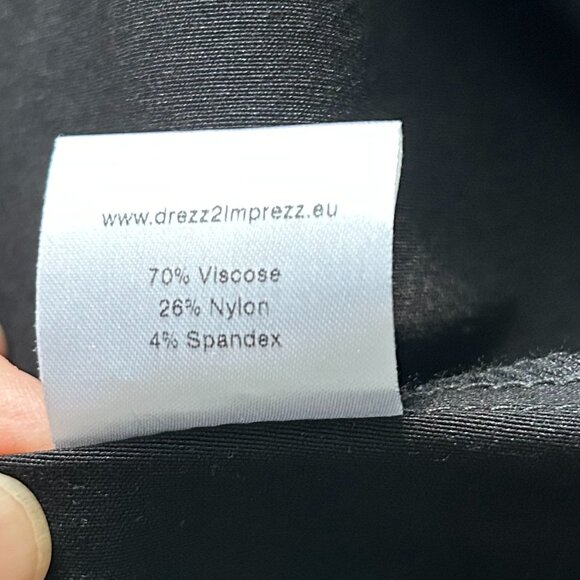 www.drezz2imprezz.eu
70% Viscose
26% Nylon
4% Spandex